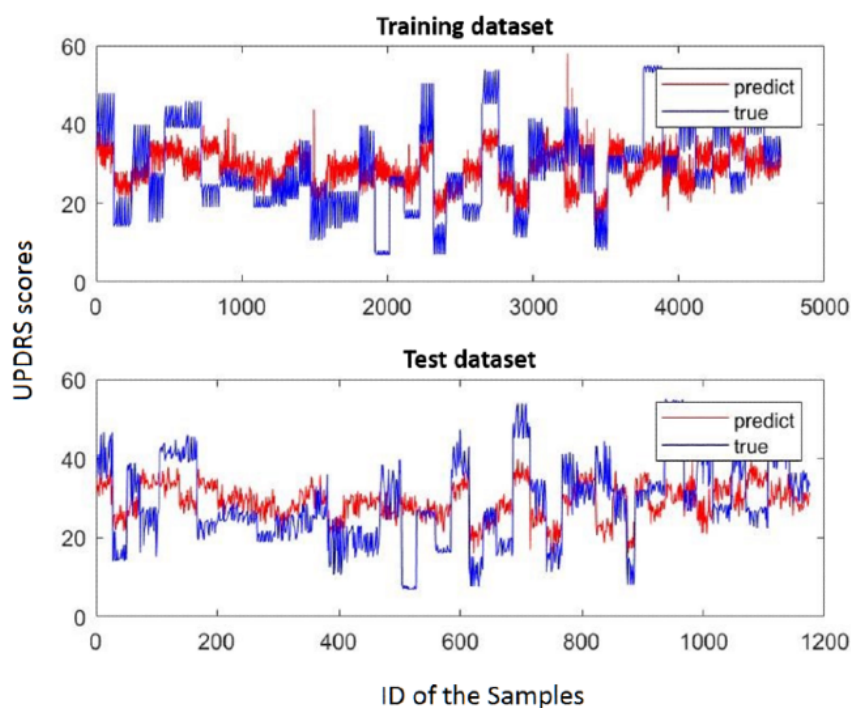 Training dataset
60
40
20
0
predict
true
0 1000 2000 3000 4000 5000
UPDRS scores
Test dataset
60
40
20
0
predict
true
0 200 400 600 800 1000 1200
ID of the Samples